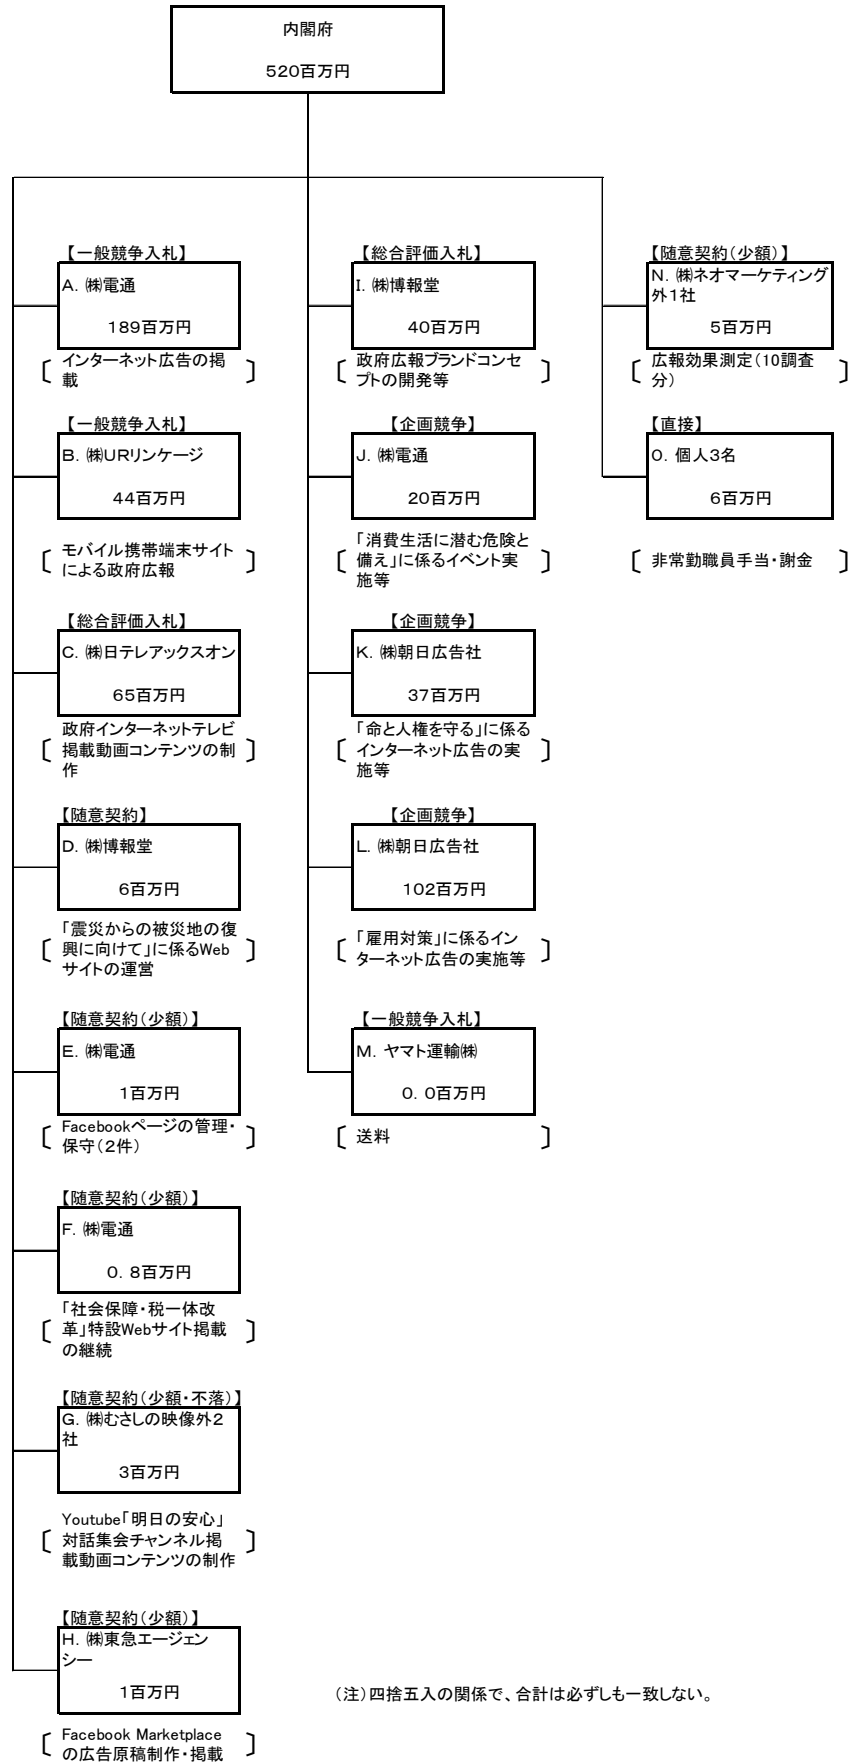 内閣府
520百万円
【一般競争入札】
A. ㈱電通
189百万円
インターネット広告の掲
載
【一般競争入札】
B. ㈱URリンケージ
44百万円
モバイル携帯端末サイト
による政府広報
【総合評価入札】
C. ㈱日テレアックスオン
65百万円
政府インターネットテレビ
掲載動画コンテンツの制
作
【随意契約】
D. ㈱博報堂
6百万円
「震災からの被災地の復
興に向けて」に係るWeb
サイトの運営
【随意契約(少額)】
E. ㈱電通
1百万円
Facebookページの管理・
保守(2件)
【随意契約(少額)】
F. ㈱電通
0.8百万円
「社会保障・税一体改
革」特設Webサイト掲載
の継続
【随意契約(少額・不落)】
G. ㈱むさしの映像外2
社
3百万円
Youtube「明日の安心」
対話集会チャンネル掲
載動画コンテンツの制作
【随意契約(少額)】
H. ㈱東急エージェン
シー
1百万円
Facebook Marketplace
の広告原稿制作・掲載
【総合評価入札】
I. ㈱博報堂
40百万円
政府広報ブランドコンセ
プトの開発等
【企画競争】
J. ㈱電通
20百万円
「消費生活に潜む危険と
備え」に係るイベント実
施等
【企画競争】
K. ㈱朝日広告社
37百万円
「命と人権を守る」に係る
インターネット広告の実
施等
【企画競争】
L. ㈱朝日広告社
102百万円
「雇用対策」に係るイン
ターネット広告の実施等
【一般競争入札】
M. ヤマト運輸㈱
0.0百万円
送料
【随意契約(少額)】
N. ㈱ネオマーケティング
外1社
5百万円
広報効果測定(10調査
分)
【直接】
O. 個人3名
6百万円
非常勤職員手当・謝金
(注)四捨五入の関係で、合計は必ずしも一致しない。